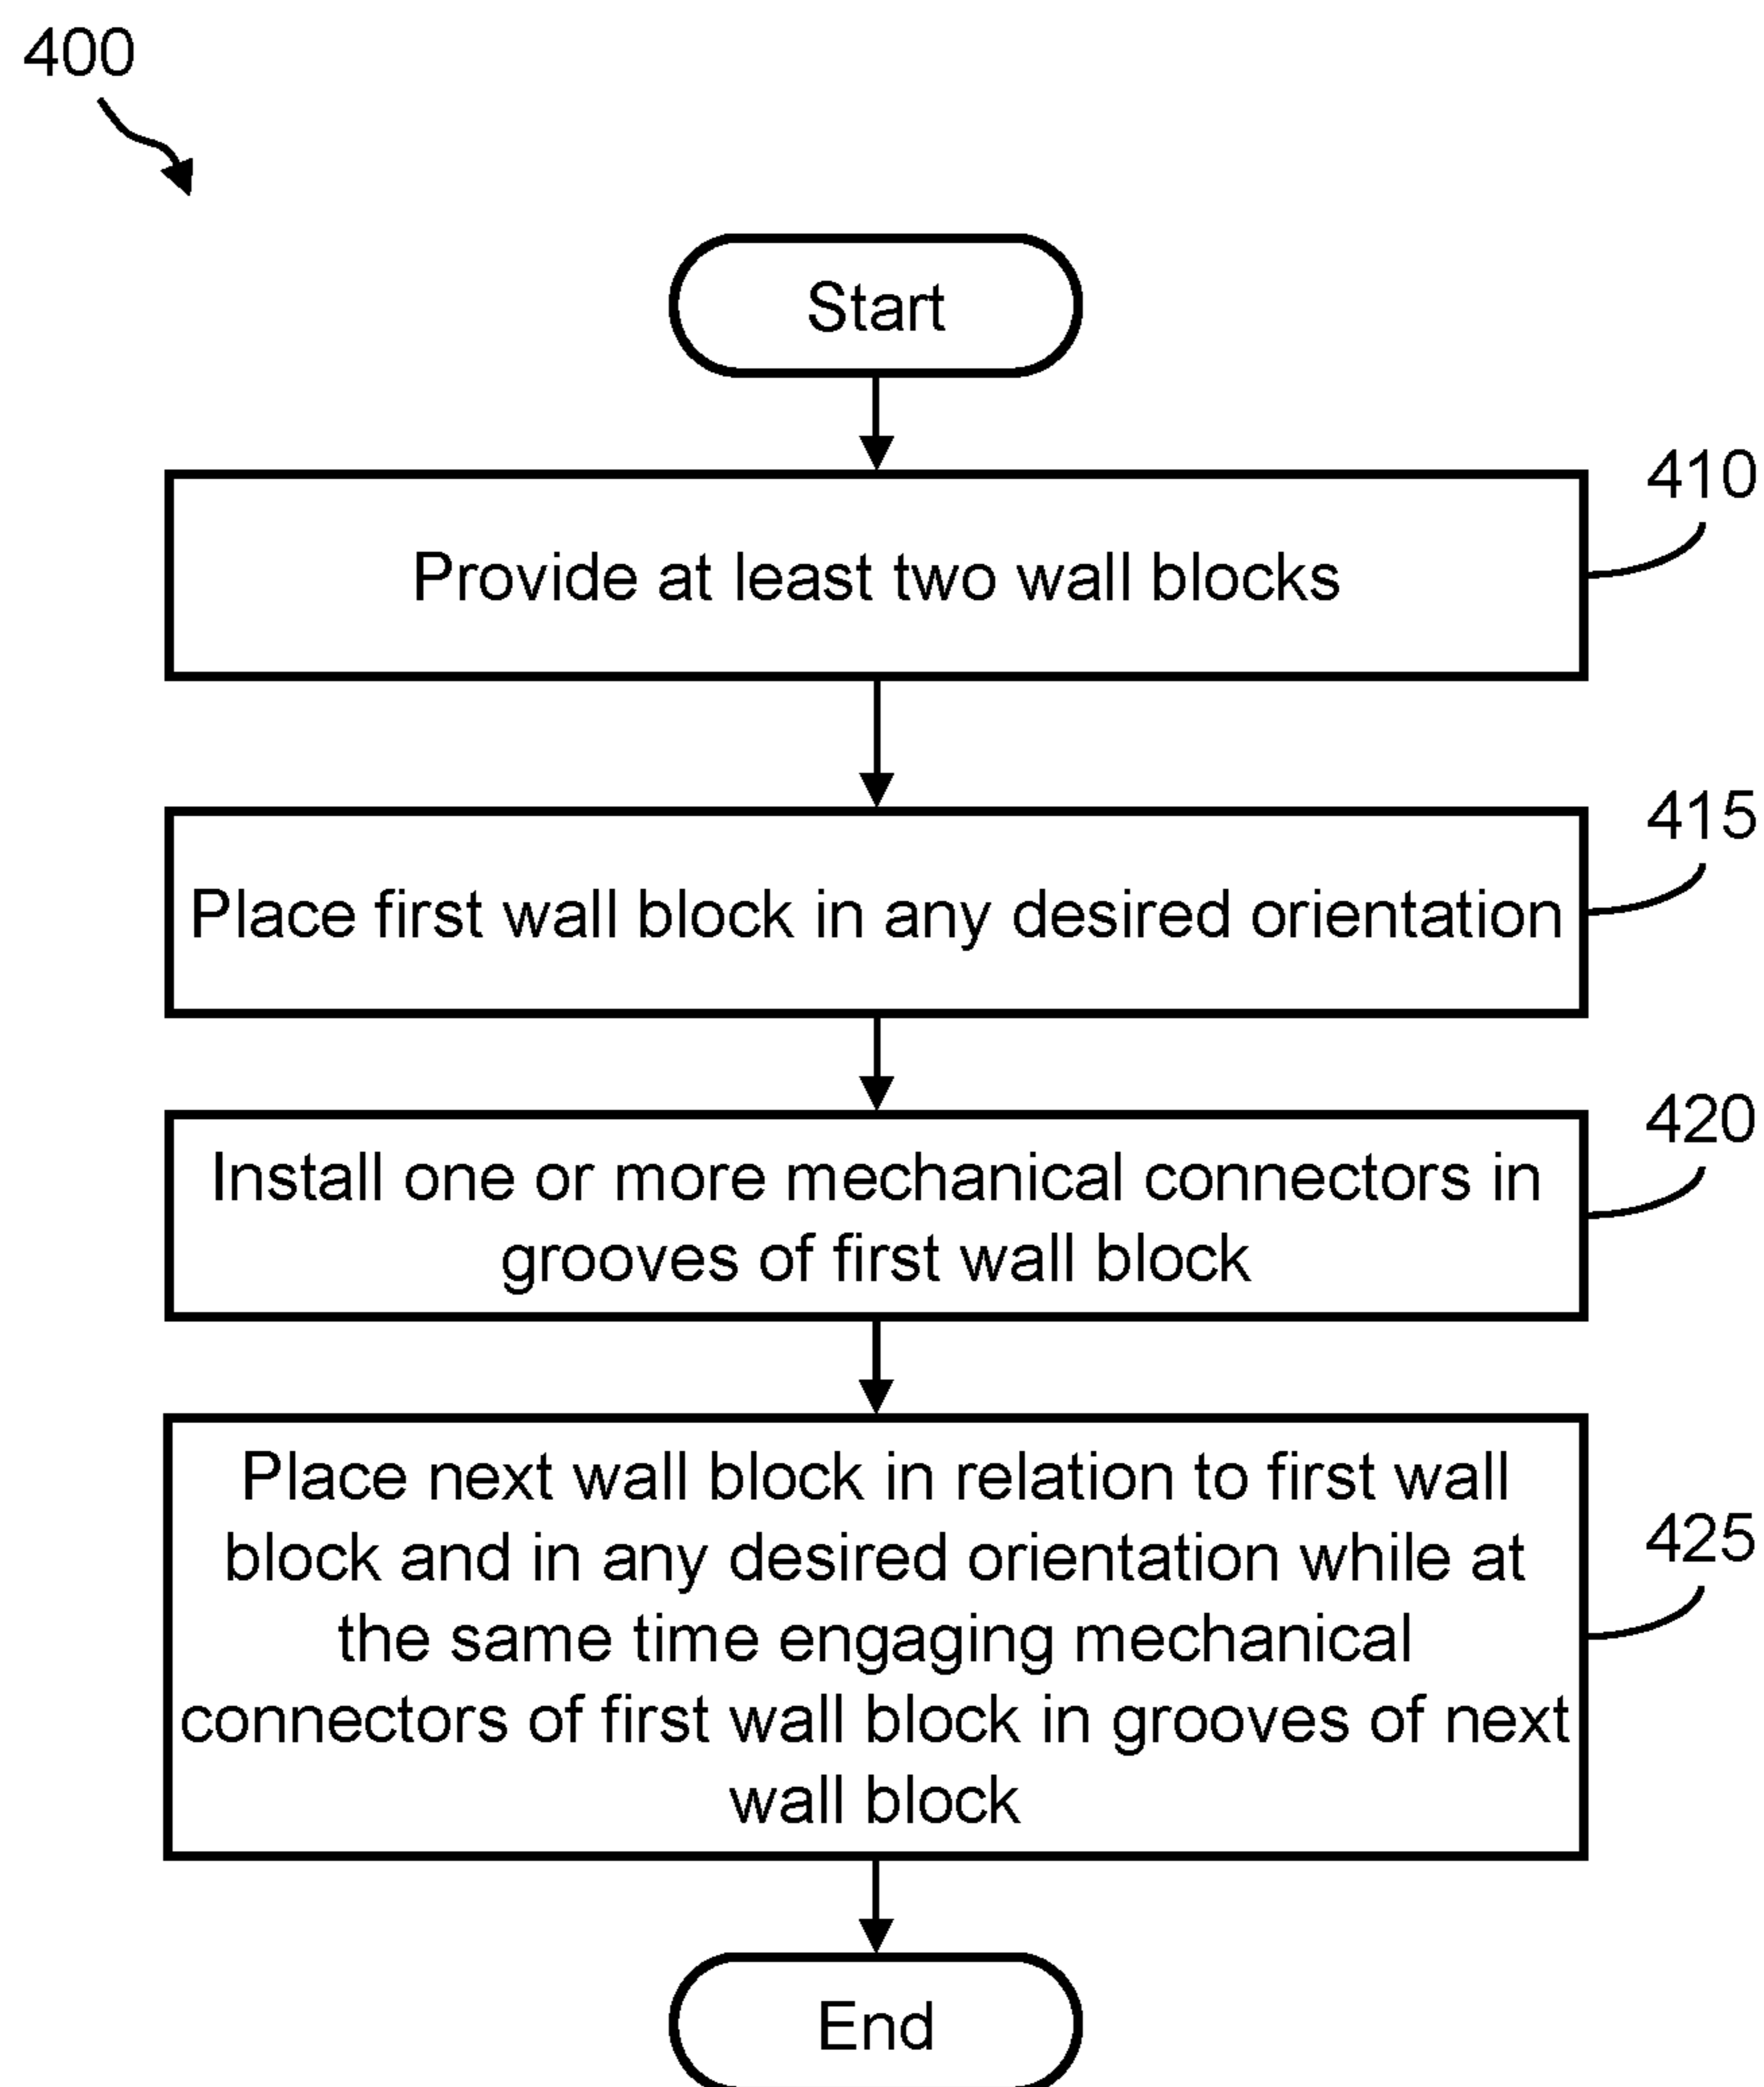 400
Start
410
Provide at least two wall blocks
415
Place first wall block in any desired orientation
420
Install one or more mechanical connectors in
grooves of first wall block
Place next wall block in relation to first wall
block and in any desired orientation while at
425
the same time engaging mechanical
connectors of first wall block in grooves of next
wall block
End